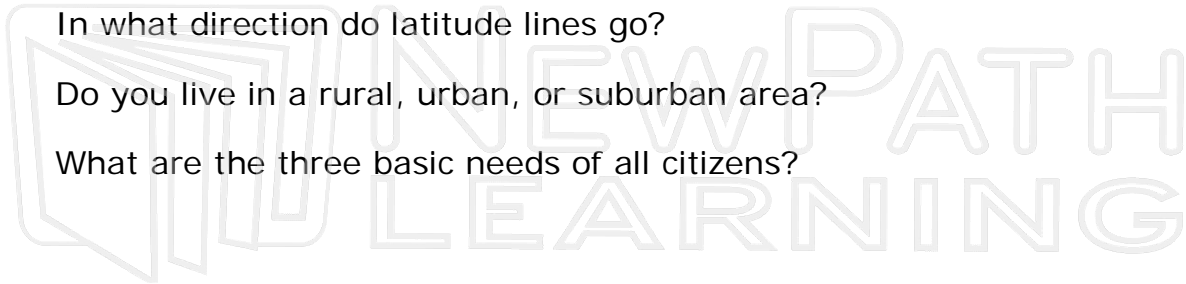 In what direction do latitude lines go?
Do you live in a rural, urban, or suburban area?
What are the three basic needs of all citizens?
NEWPATH
LEARNING